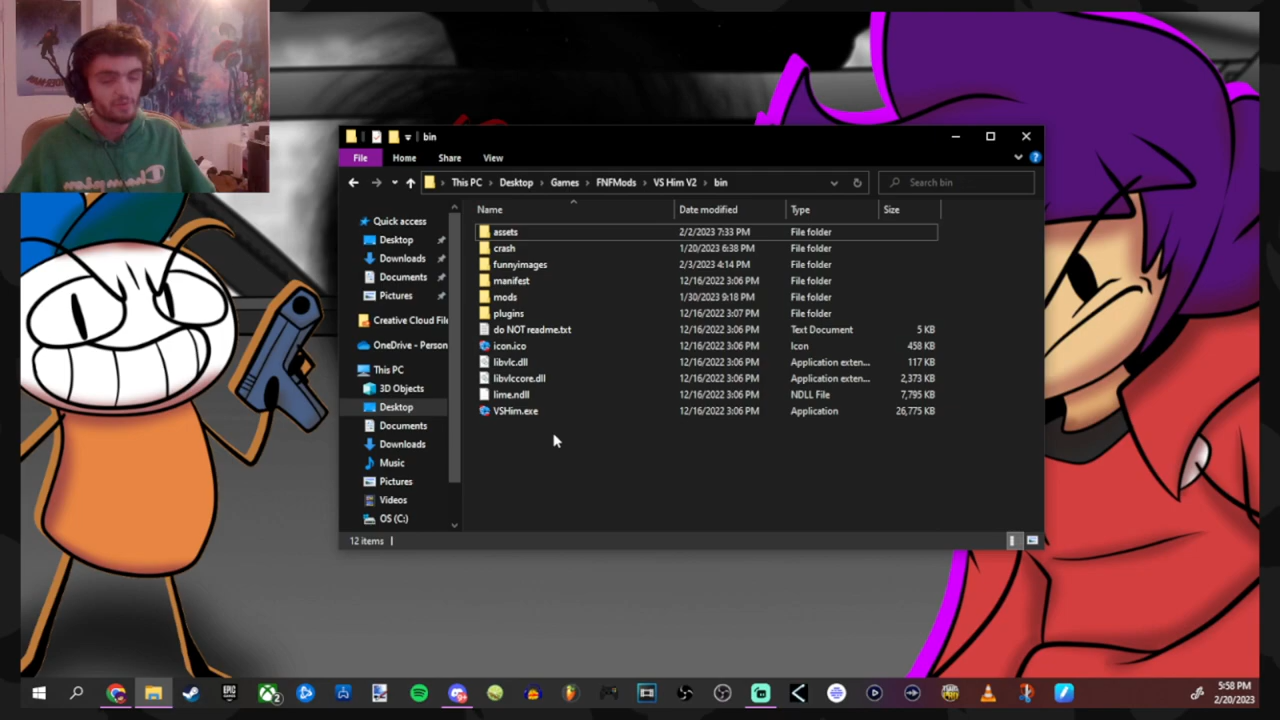 bin
File Home Share View
This PC Desktop Games FNFMods VS Him V2 bin Search bin
Name Date modified Type Size
Quick access
Desktop
Downloads
Documents
Pictures
Creative Cloud File
OneDrive - Person
This PC
3D Objects
Desktop
Documents
Downloads
Music
Pictures
Videos
OS (C:)
assets 2/2/2023 7:33 PM File folder
crash 1/20/2023 6:38 PM File folder
funnyimages 2/3/2023 4:14 PM File folder
manifest 12/16/2022 3:06 PM File folder
mods 1/30/2023 9:18 PM File folder
plugins 12/16/2022 3:07 PM File folder
do NOT readme.txt 12/16/2022 3:06 PM Text Document 5 KB
icon.ico 12/16/2022 3:06 PM Icon 458 KB
libvlc.dll 12/16/2022 3:06 PM Application exten... 117 KB
libvlccore.dll 12/16/2022 3:06 PM Application exten... 2,373 KB
lime.ndll 12/16/2022 3:06 PM NDLL File 7,795 KB
VSHim.exe 12/16/2022 3:06 PM Application 26,775 KB
12 items
EPIC
GAMES
2
5:58 PM
2/20/2023